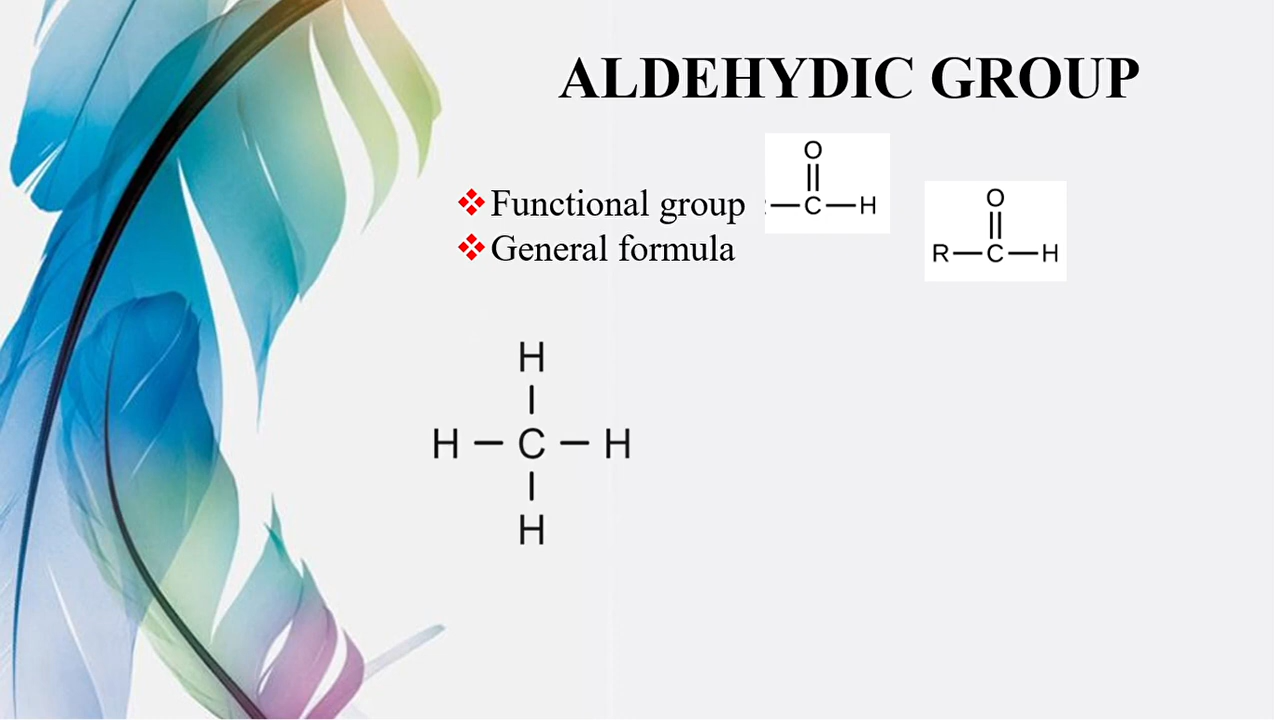 ALDEHYDIC GROUP
O
Functional group : —C—H
O
General formula R—C—H
H
H — C — H
H